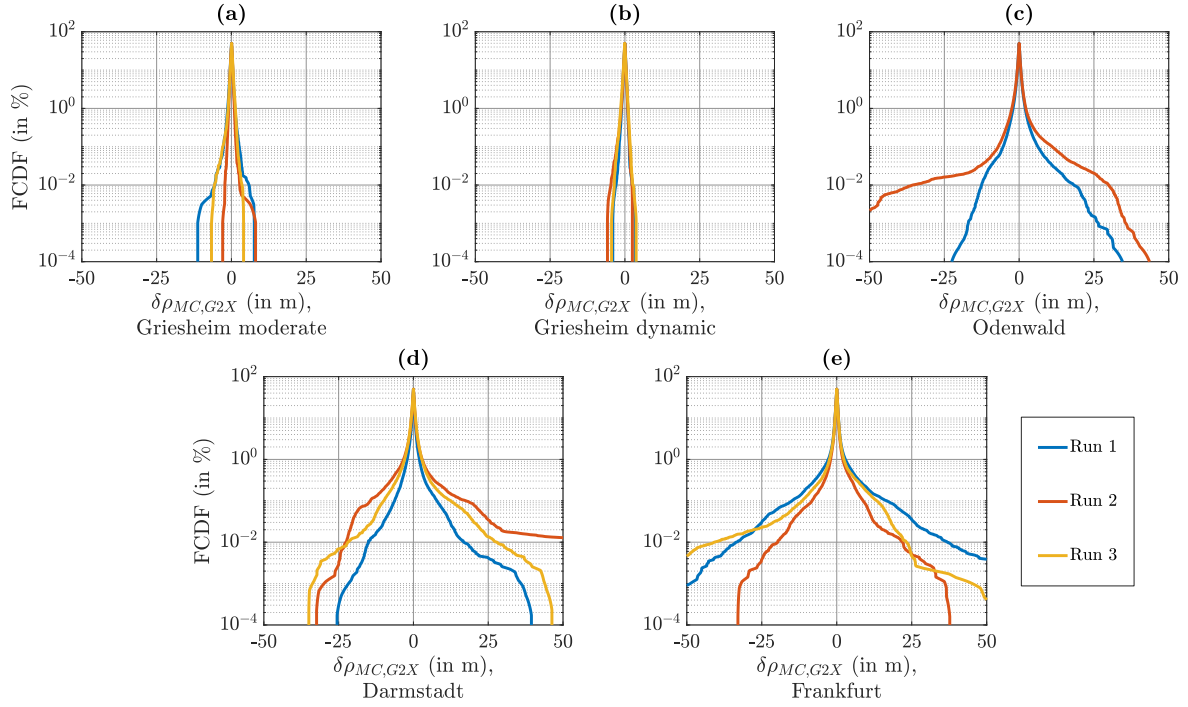 (a) (b) (c)
FCDF (in %)
10^2 10^2 10^2
10^0 10^0 10^0
10^-2 10^-2 10^-2
10^-4 10^-4 10^-4
-50 -25 0 25 50 -50 -25 0 25 50 -50 -25 0 25 50
δρ_MC,G2X (in m), δρ_MC,G2X (in m), δρ_MC,G2X (in m),
Griesheim moderate Griesheim dynamic Odenwald
(d) (e)
FCDF (in %) FCDF (in %)
10^2 10^2
10^0 10^0
10^-2 10^-2
10^-4 10^-4
-50 -25 0 25 50 -50 -25 0 25 50
δρ_MC,G2X (in m), δρ_MC,G2X (in m),
Darmstadt Frankfurt
Run 1
Run 2
Run 3